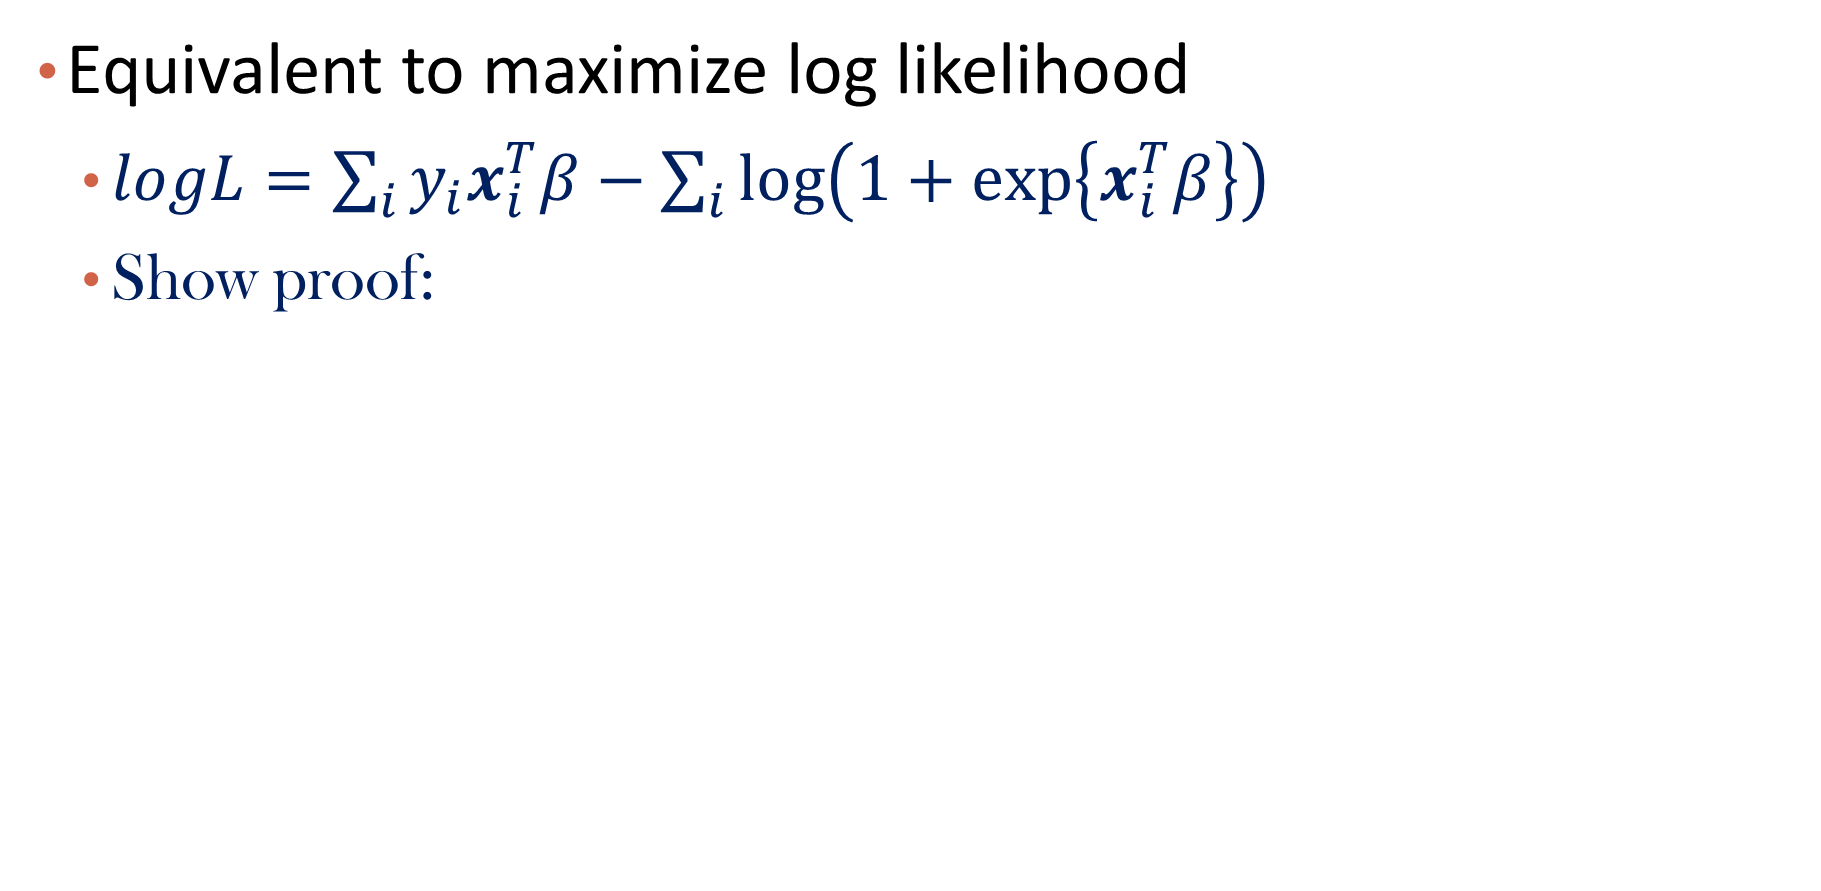 • Equivalent to maximize log likelihood
• logL = ∑ᵢ yᵢ𝒙ᵢᵀβ − ∑ᵢ log(1 + exp{𝒙ᵢᵀβ})
• Show proof: